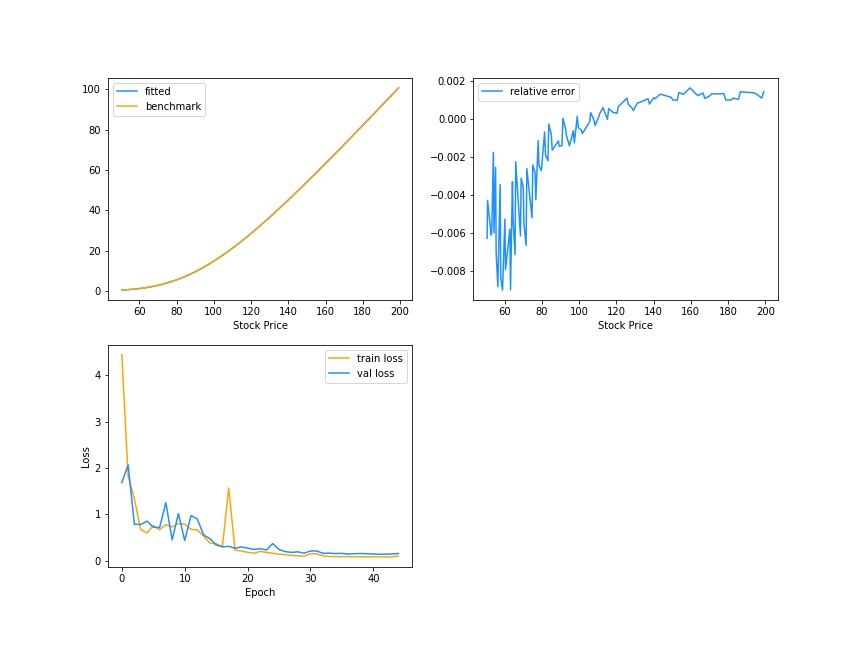 fitted
benchmark
100
80
60
40
20
0
60 80 100 120 140 160 180 200
Stock Price
relative error
0.002
0.000
−0.002
−0.004
−0.006
−0.008
60 80 100 120 140 160 180 200
Stock Price
train loss
val loss
4
3
2
1
0
Loss
0 10 20 30 40
Epoch